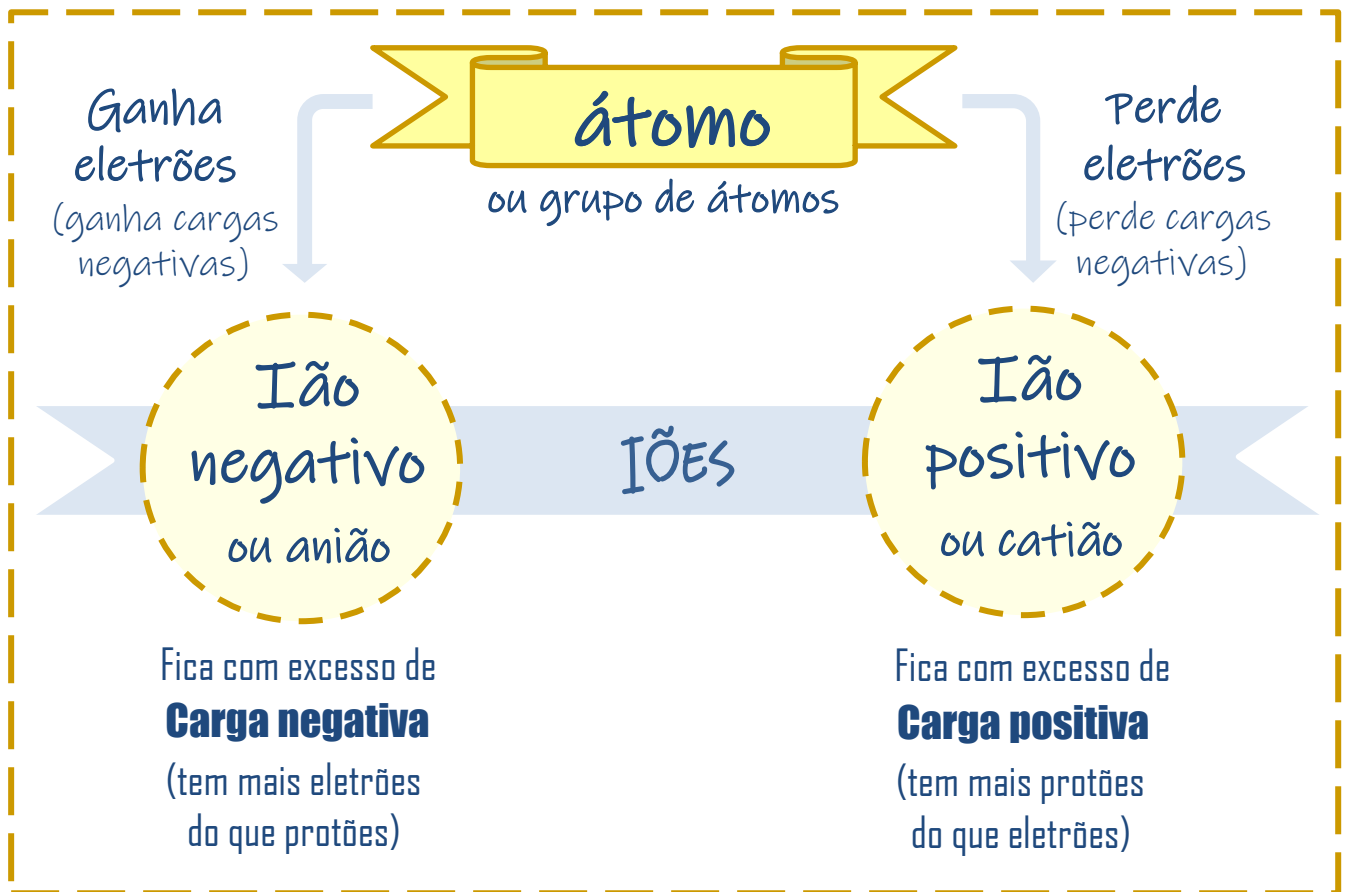 átomo
ou grupo de átomos
Ganha
eletrões
(ganha cargas
negativas)
Perde
eletrões
(perde cargas
negativas)
Ião
negativo
ou anião
IÕES
Ião
positivo
ou catião
Fica com excesso de
Carga negativa
(tem mais eletrões
do que protões)
Fica com excesso de
Carga positiva
(tem mais protões
do que eletrões)